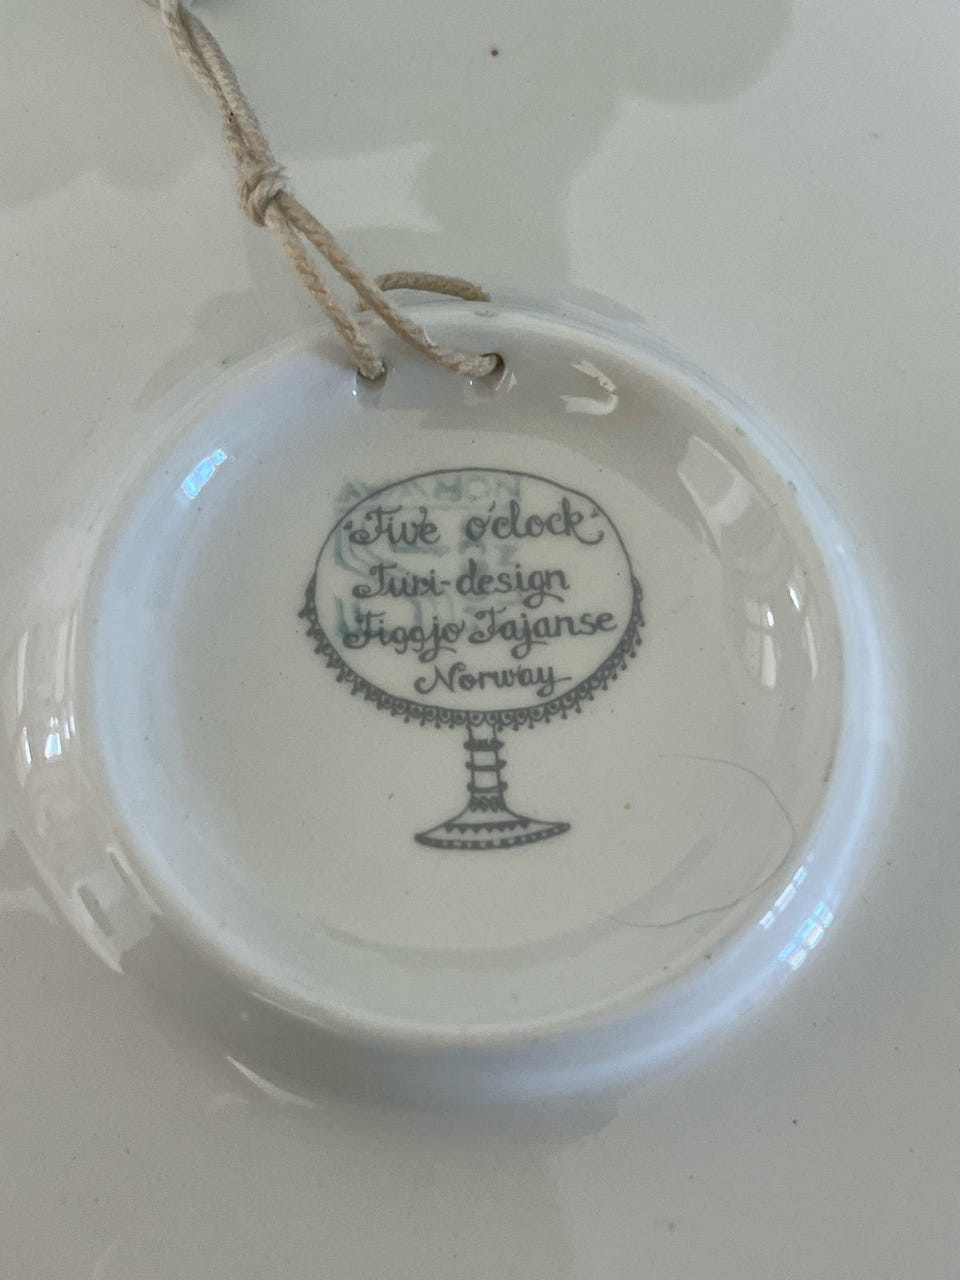 "Five o'clock"
Turi-design
Figgjo Fajanse
Norway